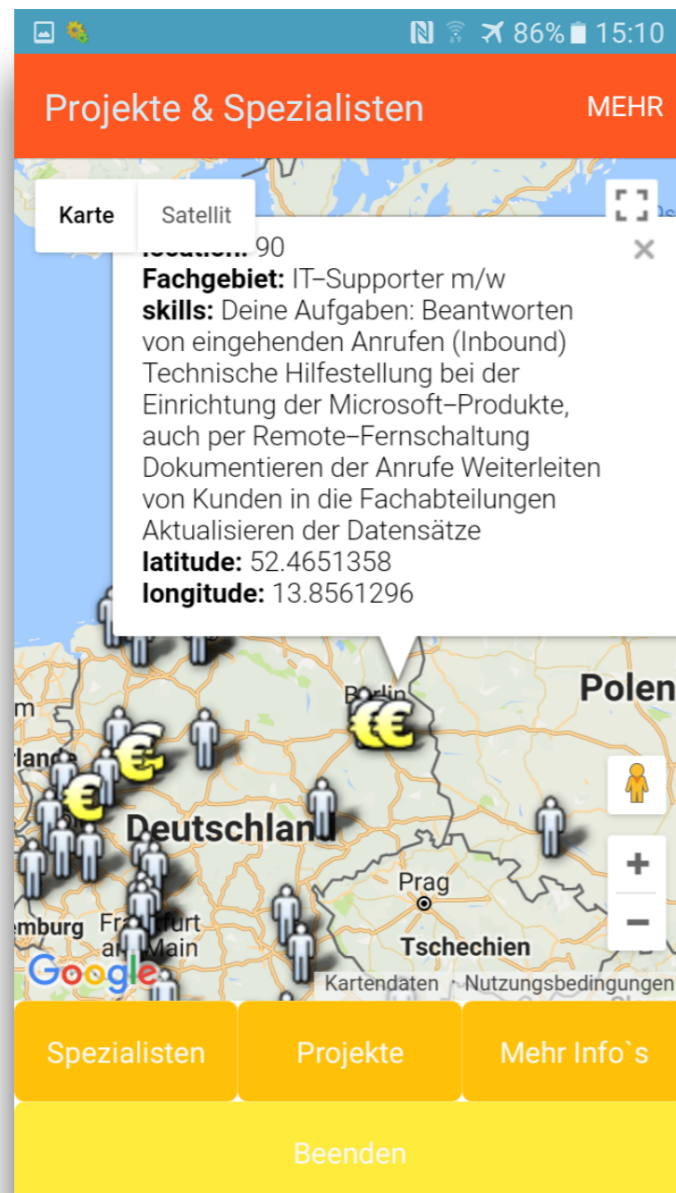 86% 15:10
Projekte & Spezialisten MEHR
Karte Satellit
location: 90
Fachgebiet: IT–Supporter m/w
skills: Deine Aufgaben: Beantworten
von eingehenden Anrufen (Inbound)
Technische Hilfestellung bei der
Einrichtung der Microsoft–Produkte,
auch per Remote–Fernschaltung
Dokumentieren der Anrufe Weiterleiten
von Kunden in die Fachabteilungen
Aktualisieren der Datensätze
latitude: 52.4651358
longitude: 13.8561296
Berlin
Polen
Deutschland
Prag
Frankfurt
am Main
Tschechien
Google
Kartendaten Nutzungsbedingungen
Spezialisten Projekte Mehr Info`s
Beenden